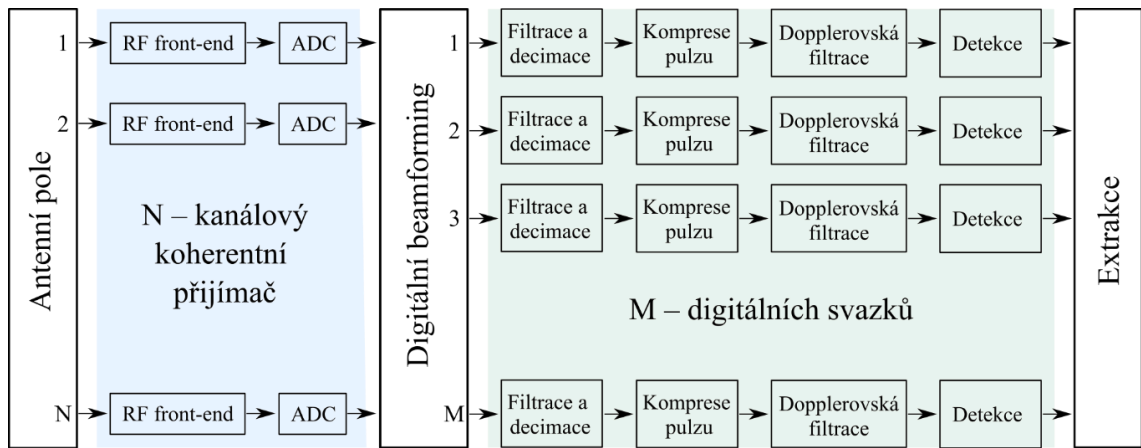 Antenní pole
1
RF front-end
ADC
2
RF front-end
ADC
N – kanálový
koherentní
přijímač
N
RF front-end
ADC
Digitální beamforming
1
Filtrace a
decimace
Komprese
pulzu
Dopplerovská
filtrace
Detekce
2
Filtrace a
decimace
Komprese
pulzu
Dopplerovská
filtrace
Detekce
3
Filtrace a
decimace
Komprese
pulzu
Dopplerovská
filtrace
Detekce
M – digitálních svazků
M
Filtrace a
decimace
Komprese
pulzu
Dopplerovská
filtrace
Detekce
Extrakce